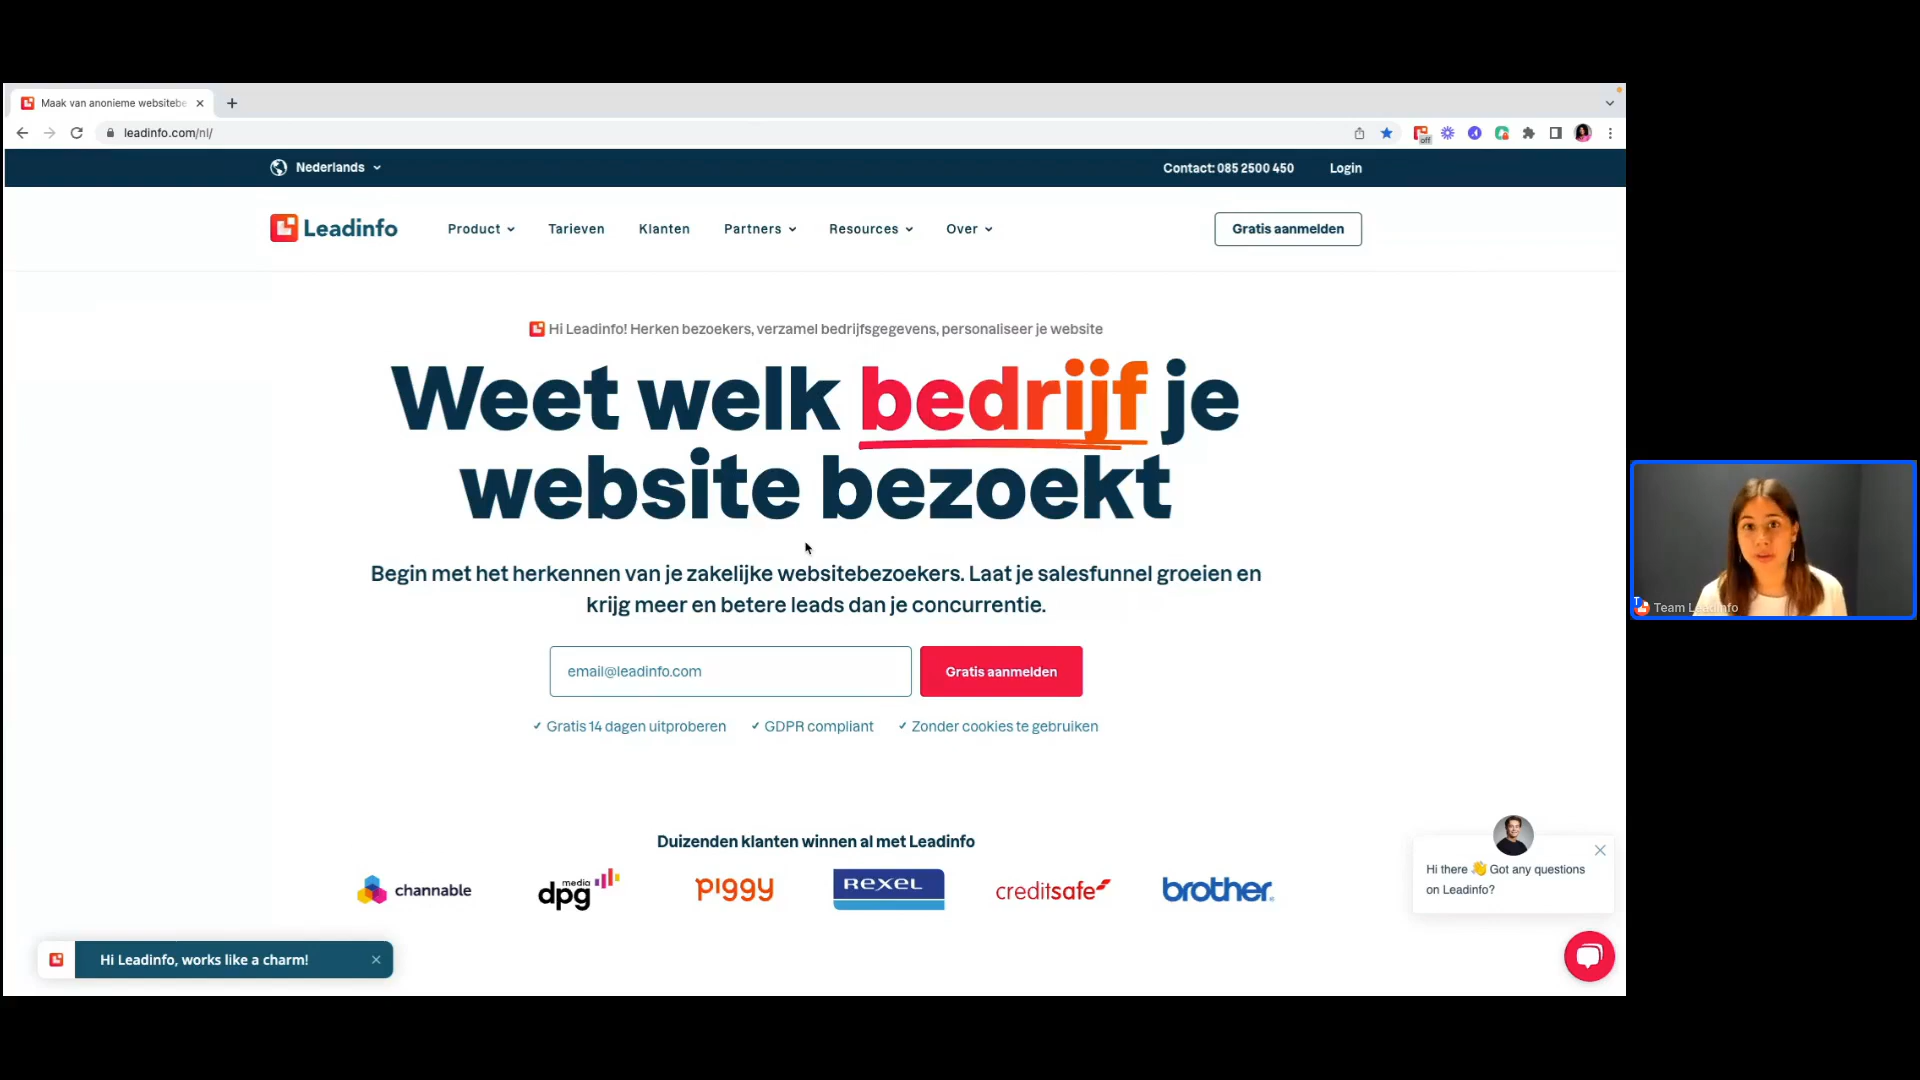 Maak van anonieme websitebe
leadinfo.com/nl/
off
Nederlands
Contact: 085 2500 450
Login
Leadinfo
Product
Tarieven
Klanten
Partners
Resources
Over
Gratis aanmelden
Hi Leadinfo! Herken bezoekers, verzamel bedrijfsgegevens, personaliseer je website
Weet welk bedrijf je
website bezoekt
Begin met het herkennen van je zakelijke websitebezoekers. Laat je salesfunnel groeien en
krijg meer en betere leads dan je concurrentie.
email@leadinfo.com
Gratis aanmelden
✓ Gratis 14 dagen uitproberen
✓ GDPR compliant
✓ Zonder cookies te gebruiken
Duizenden klanten winnen al met Leadinfo
channable
media
dpg
piggy
REXEL
creditsafe
brother
Hi there 👋 Got any questions
on Leadinfo?
Hi Leadinfo, works like a charm!
Team Leadinfo